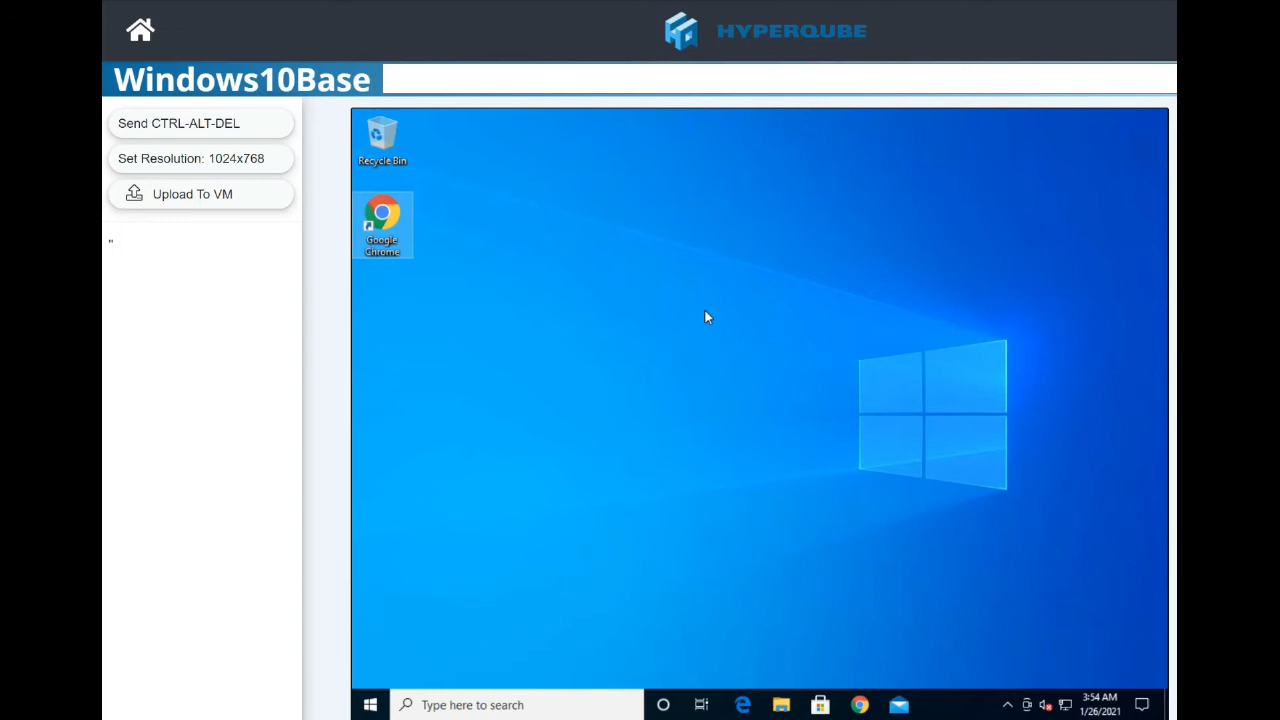 HYPERQUBE
Windows10Base
Send CTRL-ALT-DEL
Set Resolution: 1024x768
Upload To VM
"
Recycle Bin
Google
Chrome
Type here to search
3:54 AM
1/26/2021